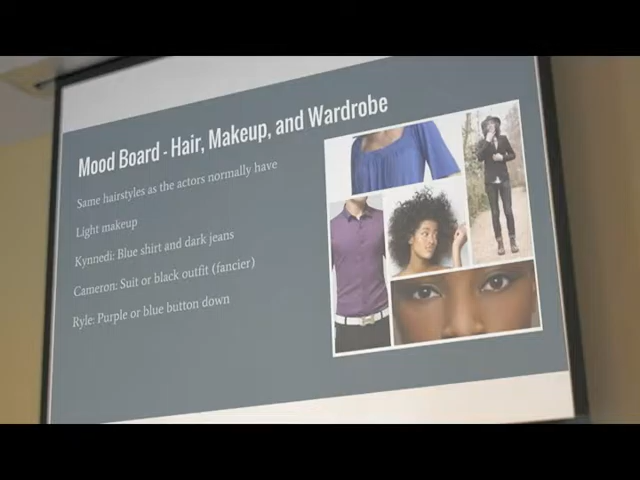 Mood Board - Hair, Makeup, and Wardrobe
Same hairstyles as the actors normally have
Light makeup
Kynnedi: Blue shirt and dark jeans
Cameron: Suit or black outfit (fancier)
Ryle: Purple or blue button down